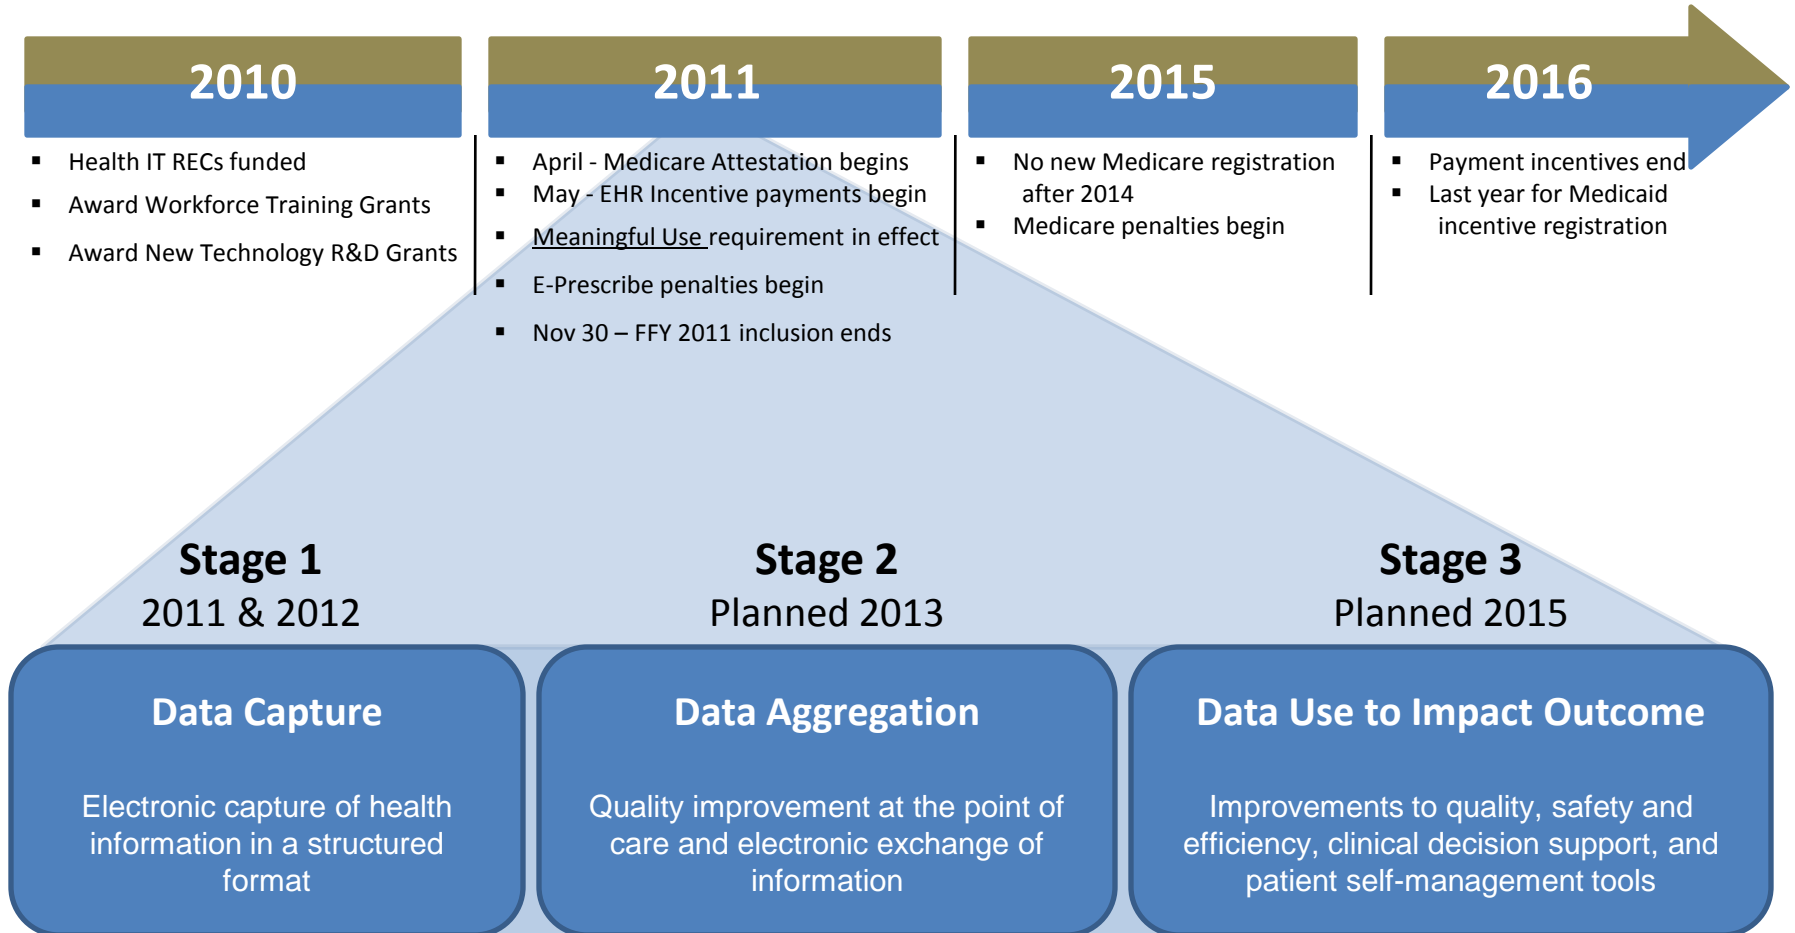 2010
▪ Health IT RECs funded
▪ Award Workforce Training Grants
▪ Award New Technology R&D Grants
2011
▪ April - Medicare Attestation begins
▪ May - EHR Incentive payments begin
▪ Meaningful Use requirement in effect
▪ E-Prescribe penalties begin
▪ Nov 30 – FFY 2011 inclusion ends
2015
▪ No new Medicare registration
after 2014
▪ Medicare penalties begin
2016
▪ Payment incentives end
▪ Last year for Medicaid
incentive registration
Stage 1
2011 & 2012
Data Capture
Electronic capture of health
information in a structured
format
Stage 2
Planned 2013
Data Aggregation
Quality improvement at the point of
care and electronic exchange of
information
Stage 3
Planned 2015
Data Use to Impact Outcome
Improvements to quality, safety and
efficiency, clinical decision support, and
patient self-management tools